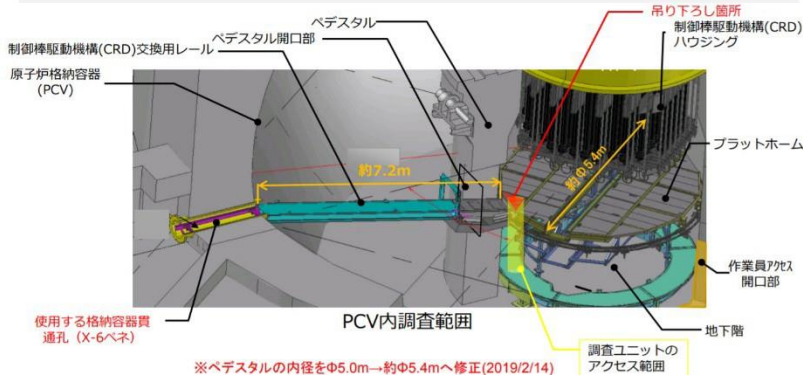 ペデスタル
吊り下ろし箇所
制御棒駆動機構(CRD)
ハウジング
ペデスタル開口部
制御棒駆動機構(CRD)交換用レール
原子炉格納容器
(PCV)
プラットホーム
約7.2m
約Φ5.4m
作業員アクセス
開口部
使用する格納容器貫
通孔（X-6ペネ）
PCV内調査範囲
地下階
調査ユニットの
アクセス範囲
※ペデスタルの内径をΦ5.0m→約Φ5.4mへ修正(2019/2/14)